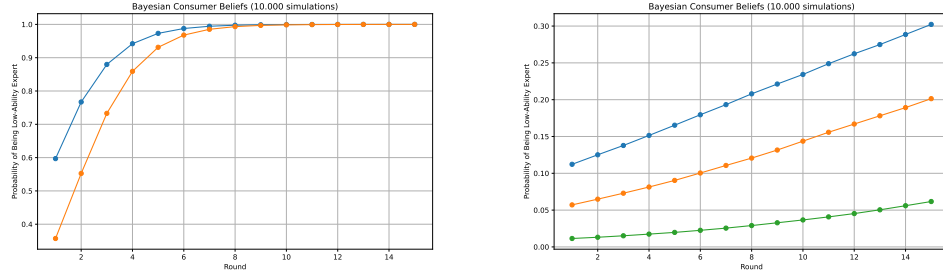 Bayesian Consumer Beliefs (10.000 simulations)
Probability of Being Low-Ability Expert
1.0
0.9
0.8
0.7
0.6
0.5
0.4
2 4 6 8 10 12 14
Round
Bayesian Consumer Beliefs (10.000 simulations)
Probability of Being Low-Ability Expert
0.30
0.25
0.20
0.15
0.10
0.05
0.00
2 4 6 8 10 12 14
Round